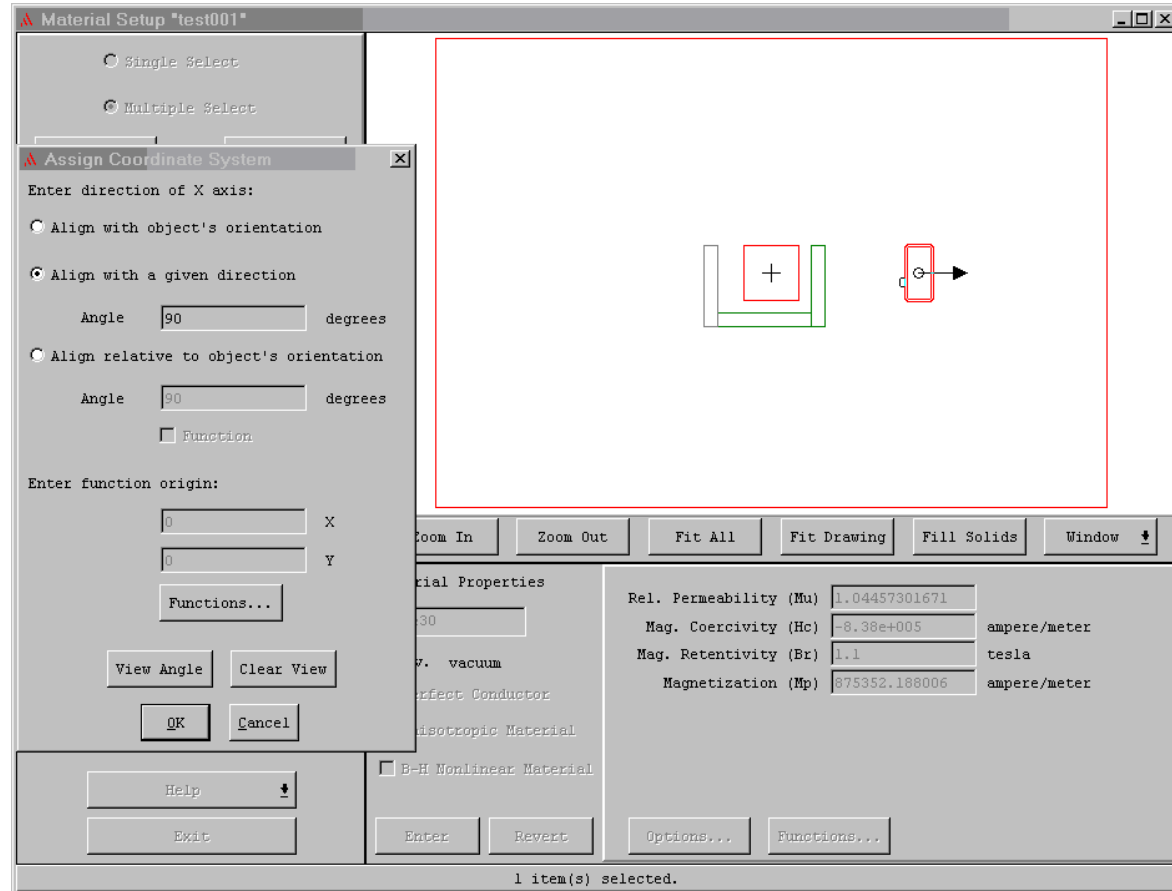 Material Setup "test001"
Single Select
Multiple Select
Assign Coordinate System
Enter direction of X axis:
Align with object's orientation
Align with a given direction
Angle 90 degrees
Align relative to object's orientation
Angle 90 degrees
Function
Enter function origin:
0 X
0 Y
Functions...
View Angle Clear View
OK Cancel
Help
Exit
oom In Zoom Out Fit All Fit Drawing Fill Solids Window
rial Properties
30
v. vacuum
rfect Conductor
isotropic Material
B-H Nonlinear Material
Enter Revert
Rel. Permeability (Mu) 1.04457301671
Mag. Coercivity (Hc) -8.38e+005 ampere/meter
Mag. Retentivity (Br) 1.1 tesla
Magnetization (Mp) 875352.188006 ampere/meter
Options... Functions...
1 item(s) selected.